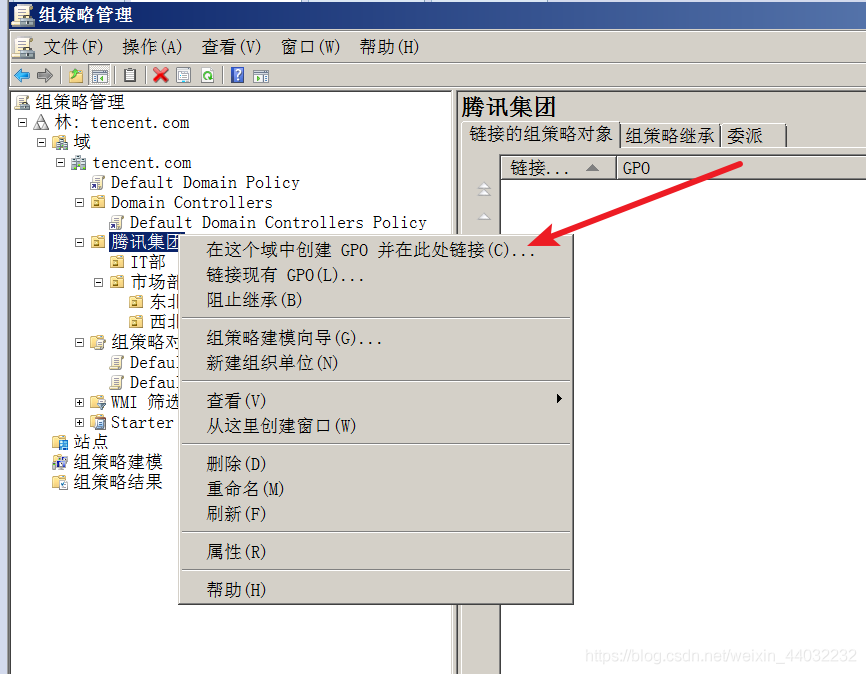 组策略管理
文件(F) 操作(A) 查看(V) 窗口(W) 帮助(H)
组策略管理
林: tencent.com
域
tencent.com
Default Domain Policy
Domain Controllers
Default Domain Controllers Policy
腾讯集团
IT部
市场部
东北
西北
组策略对
Defau
Defau
WMI 筛选
Starter
站点
组策略建模
组策略结果
腾讯集团
链接的组策略对象 组策略继承 委派
链接... GPO
在这个域中创建 GPO 并在此处链接(C)...
链接现有 GPO(L)...
阻止继承(B)
组策略建模向导(G)...
新建组织单位(N)
查看(V)
从这里创建窗口(W)
删除(D)
重命名(M)
刷新(F)
属性(R)
帮助(H)
https://blog.csdn.net/weixin_44032232